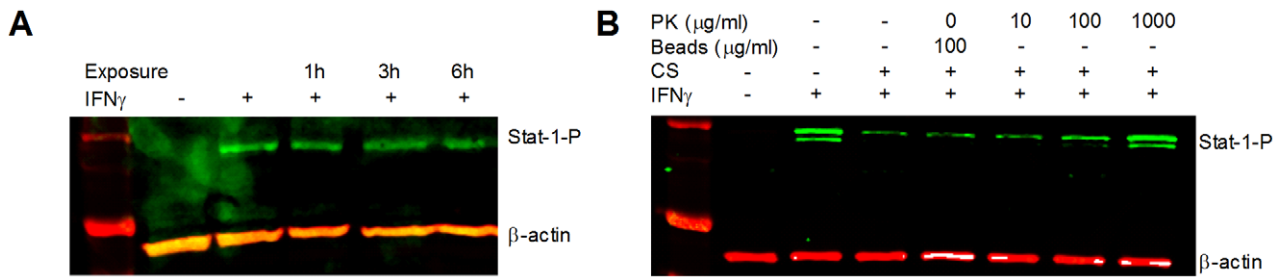 A
Exposure 1h 3h 6h
IFNγ - + + + +
Stat-1-P
β-actin
B
PK (μg/ml) - - - 0 10 100 1000
Beads (μg/ml) - - - 100 - - -
CS - - + + + + +
IFNγ - + + + + + +
Stat-1-P
β-actin